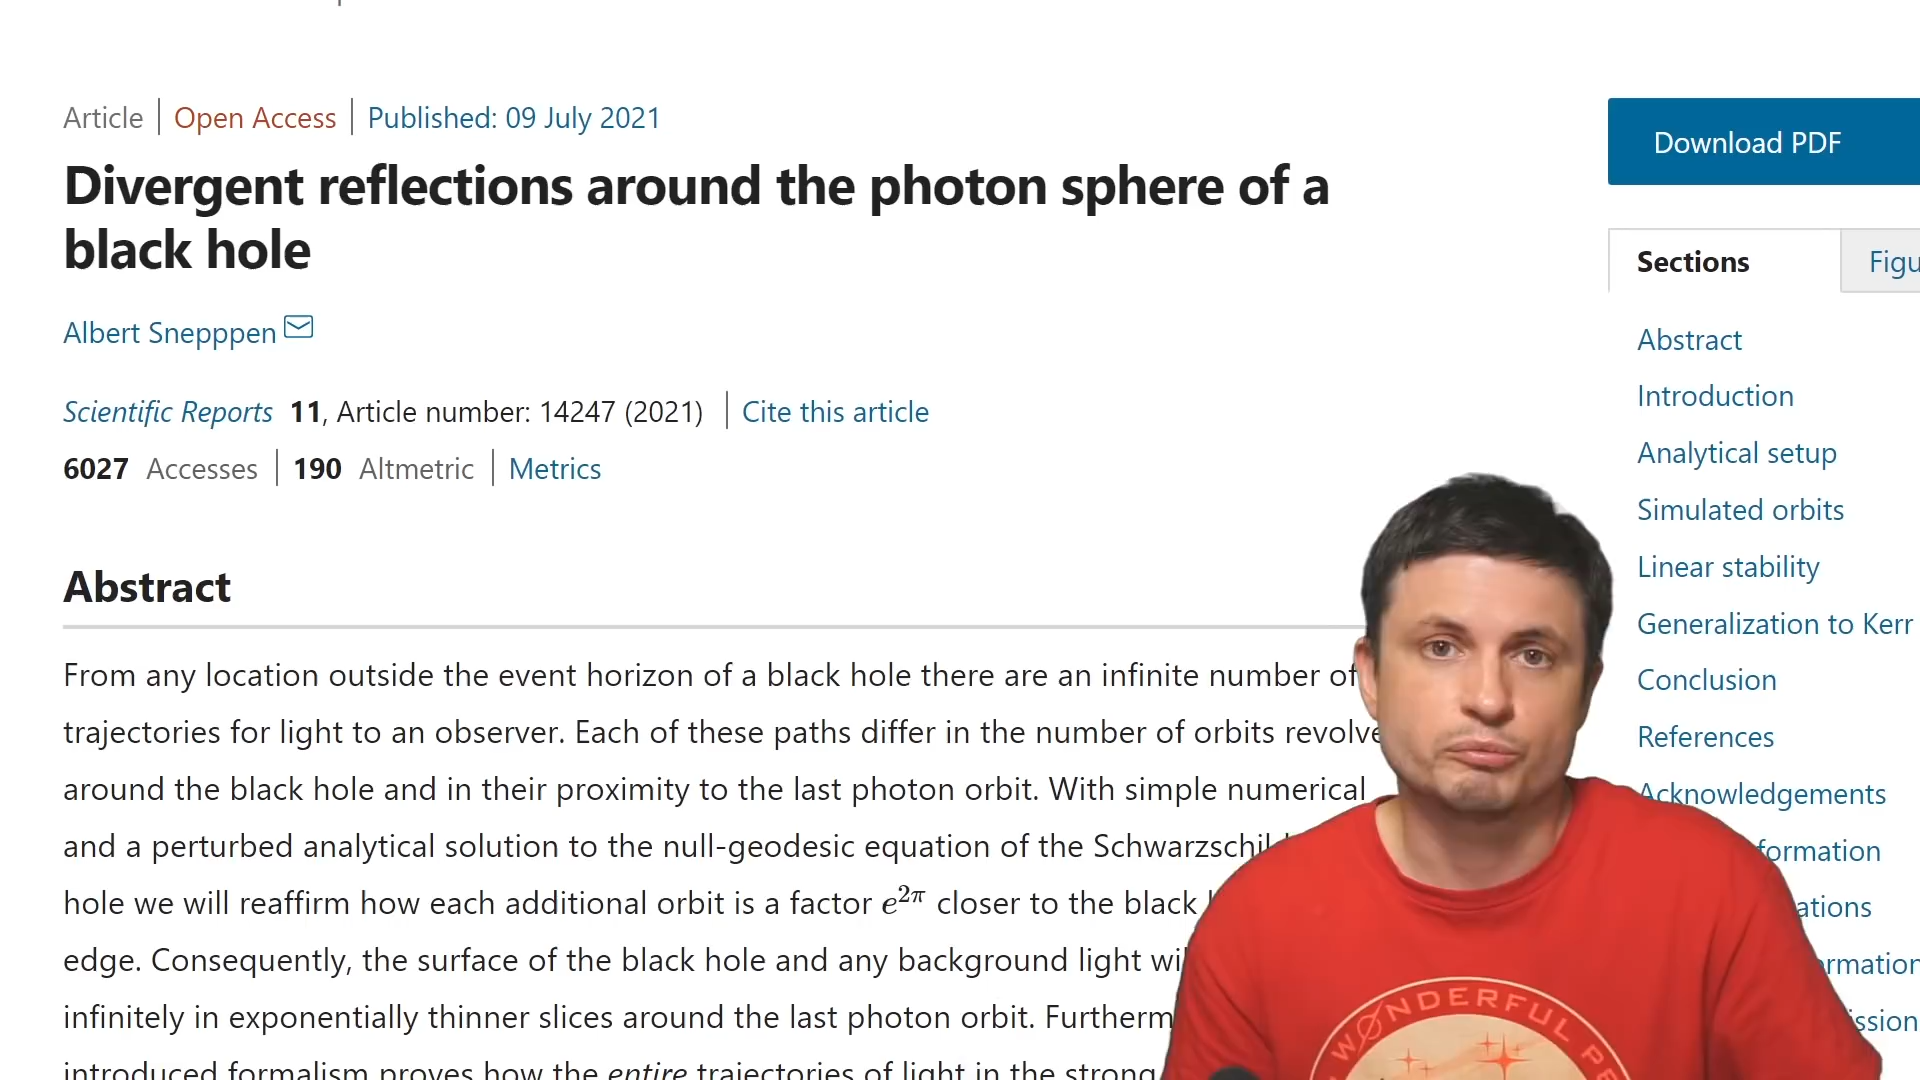 Article | Open Access | Published: 09 July 2021
Divergent reflections around the photon sphere of a
black hole
Albert Snepppen
Scientific Reports 11, Article number: 14247 (2021) | Cite this article
6027 Accesses | 190 Altmetric | Metrics
Abstract
From any location outside the event horizon of a black hole there are an infinite number of
trajectories for light to an observer. Each of these paths differ in the number of orbits revolve
around the black hole and in their proximity to the last photon orbit. With simple numerical
and a perturbed analytical solution to the null-geodesic equation of the Schwarzschil
hole we will reaffirm how each additional orbit is a factor e^{2π} closer to the black
edge. Consequently, the surface of the black hole and any background light wil
infinitely in exponentially thinner slices around the last photon orbit. Furtherm
introduced formalism proves how the entire trajectories of light in the strong
Download PDF
Sections
Figu
Abstract
Introduction
Analytical setup
Simulated orbits
Linear stability
Generalization to Kerr
Conclusion
References
Acknowledgements
formation
ations
rmation
ssion
WONDERFUL PE